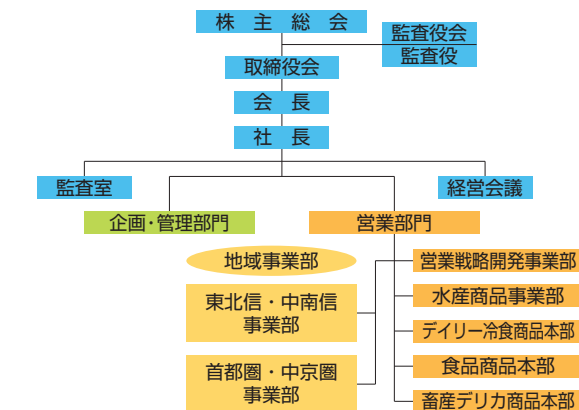 株主総会
監査役会
監査役
取締役会
会長
社長
監査室
経営会議
企画・管理部門
営業部門
地域事業部
営業戦略開発事業部
東北信・中南信
事業部
水産商品事業部
デイリー冷食商品本部
首都圏・中京圏
事業部
食品商品本部
畜産デリカ商品本部